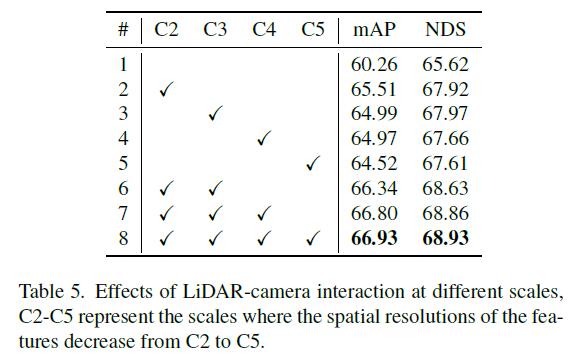 # C2 C3 C4 C5 mAP NDS
1 60.26 65.62
2 ✓ 65.51 67.92
3 ✓ 64.99 67.97
4 ✓ 64.97 67.66
5 ✓ 64.52 67.61
6 ✓ ✓ 66.34 68.63
7 ✓ ✓ ✓ 66.80 68.86
8 ✓ ✓ ✓ ✓ 66.93 68.93
Table 5. Effects of LiDAR-camera interaction at different scales,
C2-C5 represent the scales where the spatial resolutions of the fea-
tures decrease from C2 to C5.